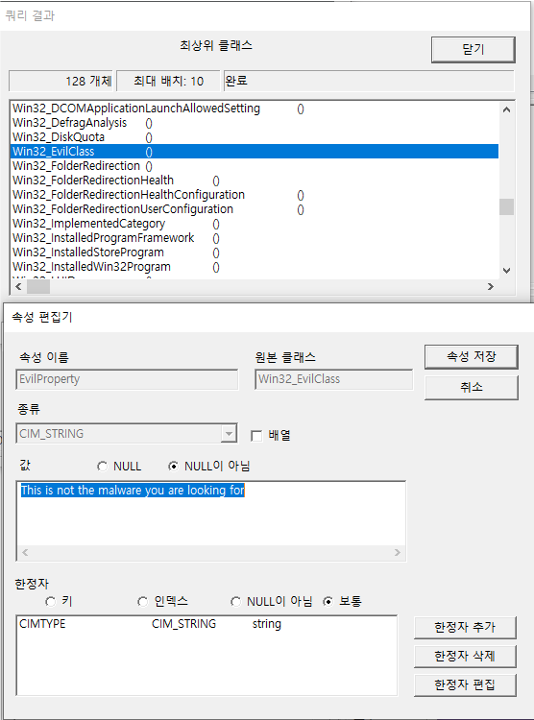 쿼리 결과
최상위 클래스
닫기
128 개체 최대 배치: 10 완료
Win32_DCOMApplicationLaunchAllowedSetting ()
Win32_DefragAnalysis ()
Win32_DiskQuota ()
Win32_EvilClass ()
Win32_FolderRedirection ()
Win32_FolderRedirectionHealth ()
Win32_FolderRedirectionHealthConfiguration ()
Win32_FolderRedirectionUserConfiguration ()
Win32_ImplementedCategory ()
Win32_InstalledProgramFramework ()
Win32_InstalledStoreProgram ()
Win32_InstalledWin32Program ()
속성 편집기
속성 이름 원본 클래스 속성 저장
EvilProperty Win32_EvilClass
취소
종류
CIM_STRING 배열
값 NULL NULL이 아님
This is not the malware you are looking for
한정자
키 인덱스 NULL이 아님 보통
CIMTYPE CIM_STRING string
한정자 추가
한정자 삭제
한정자 편집